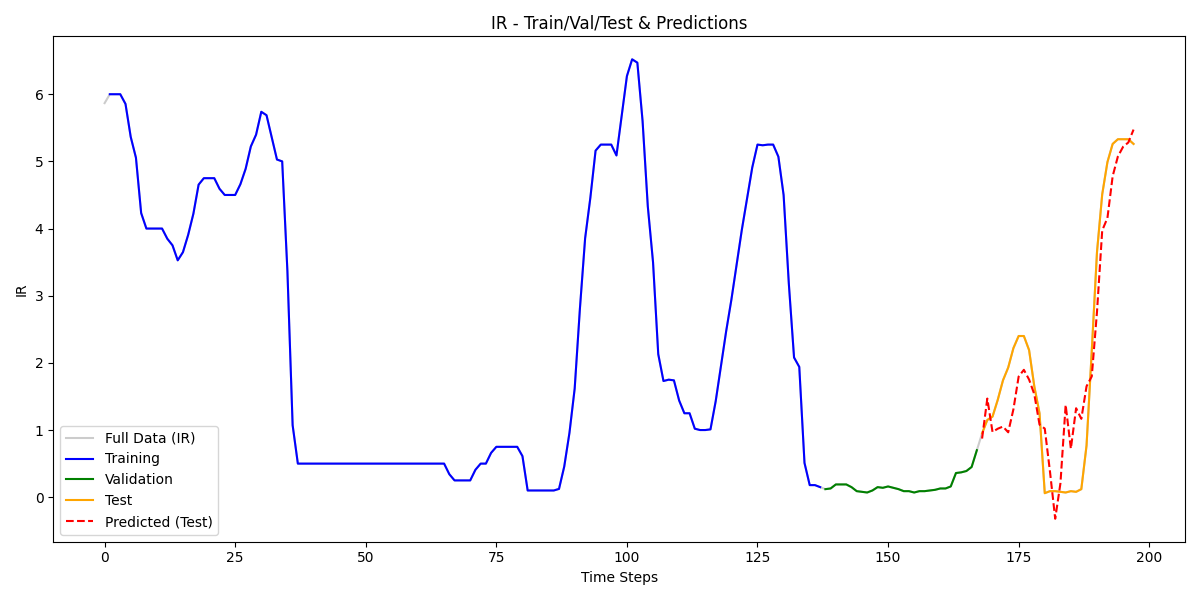 IR - Train/Val/Test & Predictions
IR
6
5
4
3
2
1
0
Full Data (IR)
Training
Validation
Test
Predicted (Test)
0 25 50 75 100 125 150 175 200
Time Steps